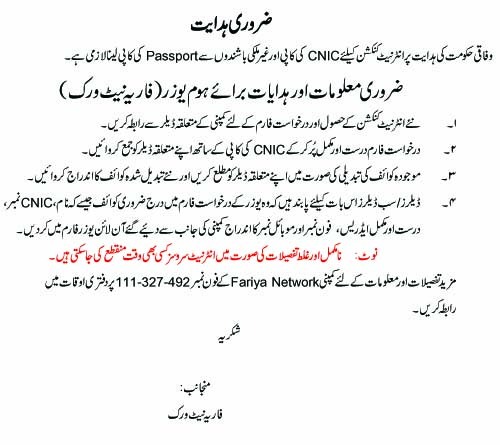 ضروری ہدایت
وفاقی حکومت کی ہدایت پر انٹرنیٹ کنکشن کیلئے CNIC کی کاپی اور غیر ملکی باشندوں سے Passport کی کاپی لینا لازمی ہے۔
ضروری معلومات اور ہدایات برائے ہوم یوزر (فاریہ نیٹ ورک)
۱۔ نئے انٹرنیٹ کنکشن کے حصول اور درخواست فارم کے لئے کمپنی کے متعلقہ ڈیلر سے رابطہ کریں۔
۲۔ درخواست فارم درست اور مکمل پُر کر کے CNIC کی کاپی کے ساتھ اپنے متعلقہ ڈیلر کو جمع کروائیں۔
۳۔ موجودہ کوائف کی تبدیلی کی صورت میں اپنے متعلقہ ڈیلر کو مطلع کریں اور نئے تبدیل شدہ کوائف کا اندراج کروائیں۔
۴۔ ڈیلرز/سب ڈیلرز اس بات کیلئے پابند ہیں کہ وہ یوزر کے درخواست فارم میں درج ضروری کوائف جیسے کہ نام، CNIC نمبر،
درست اور مکمل ایڈریس، فون نمبر اور موبائل نمبر کا اندراج کمپنی کی جانب سے دیئے گئے آن لائن یوزر فارم میں کر دیں۔
نوٹ: نامکمل اور غلط تفصیلات کی صورت میں انٹرنیٹ سروسز کسی بھی وقت منقطع کی جا سکتی ہیں۔
مزید تفصیلات اور معلومات کے لئے کمپنی Fariya Network کے فون نمبر 111-327-492 پر دفتری اوقات میں
رابطہ کریں۔
شکریہ
منجانب:
فاریہ نیٹ ورک